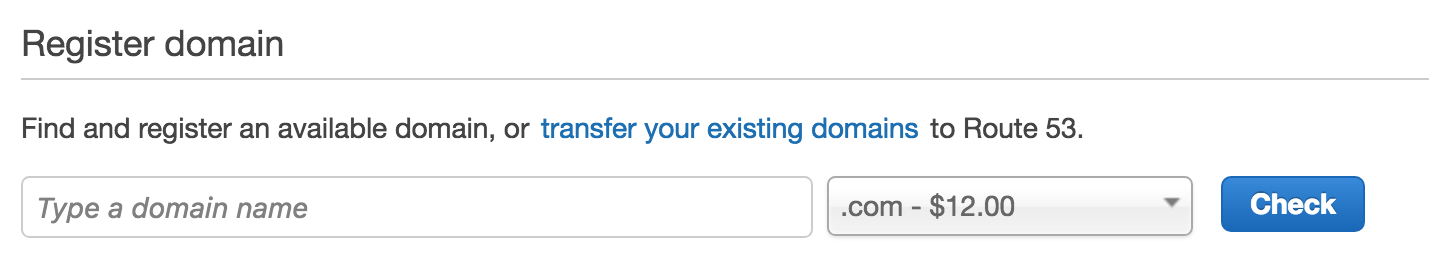 Register domain
Find and register an available domain, or transfer your existing domains to Route 53.
Type a domain name
.com - $12.00
Check